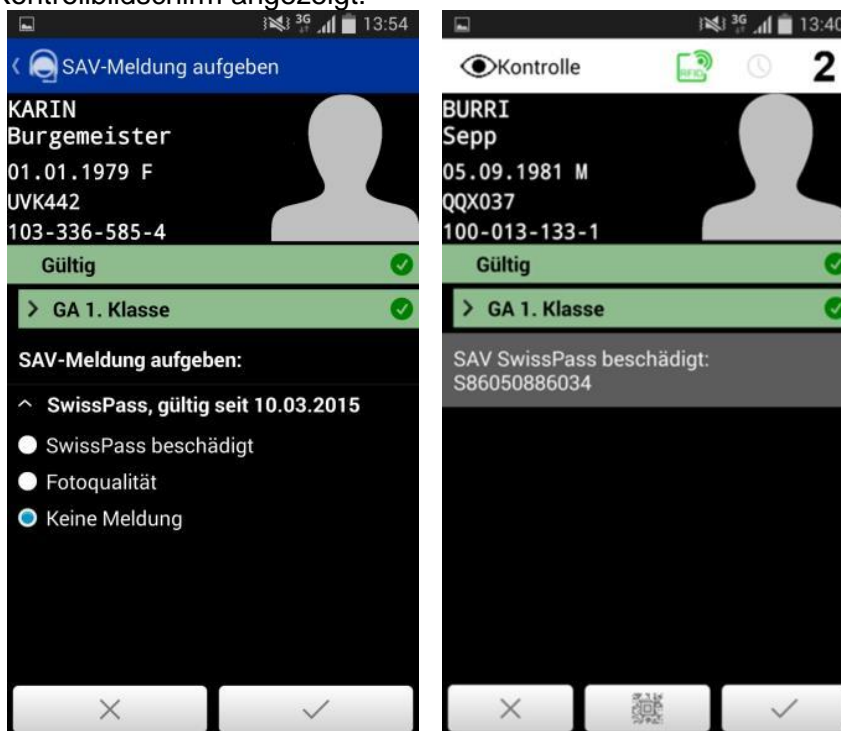 Kontrollbildschirm angezeigt.
3G 13:54
SAV-Meldung aufgeben
KARIN
Burgemeister
01.01.1979 F
UVK442
103-336-585-4
Gültig
GA 1. Klasse
SAV-Meldung aufgeben:
SwissPass, gültig seit 10.03.2015
SwissPass beschädigt
Fotoqualität
Keine Meldung
3G 13:40
Kontrolle RFID 2
BURRI
Sepp
05.09.1981 M
QQX037
100-013-133-1
Gültig
GA 1. Klasse
SAV SwissPass beschädigt:
S86050886034